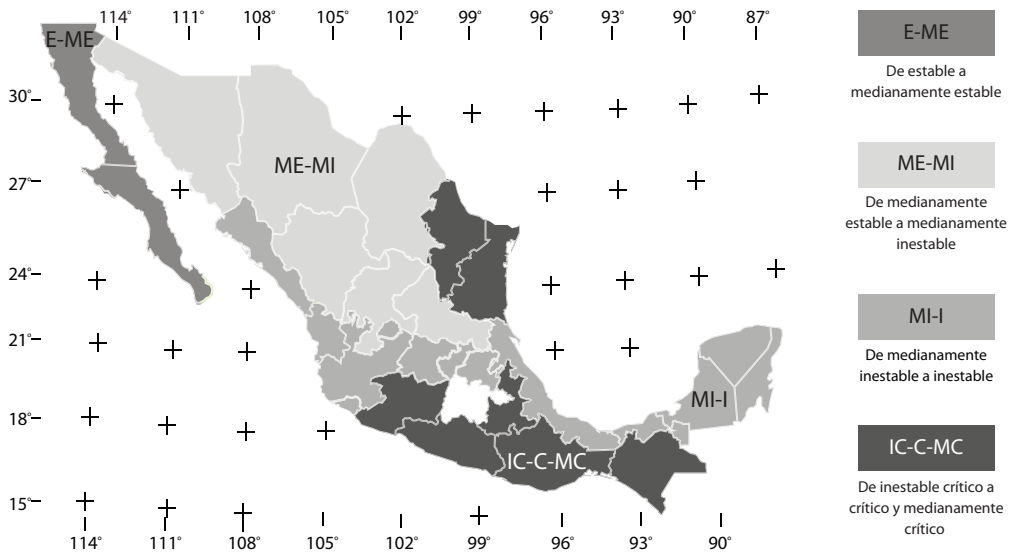 114° 111° 108° 105° 102° 99° 96° 93° 90° 87°
E-ME
30°
27°
24°
21°
18°
15°
ME-MI
MI-I
IC-C-MC
114° 111° 108° 105° 102 99° 96° 93° 90°
E-ME
De estable a
medianamente estable
ME-MI
De medianamente
estable a medianamente
inestable
MI-I
De medianamente
inestable a inestable
IC-C-MC
De inestable crítico a
crítico y medianamente
crítico